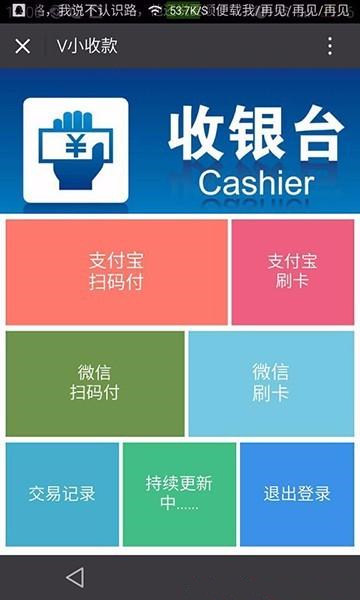 名，我说不认识路，
53.7K/S
便载我/再见/再见/再见
V小收款
¥
收银台
Cashier
支付宝
扫码付
支付宝
刷卡
微信
扫码付
微信
刷卡
交易记录
持续更新
中......
退出登录